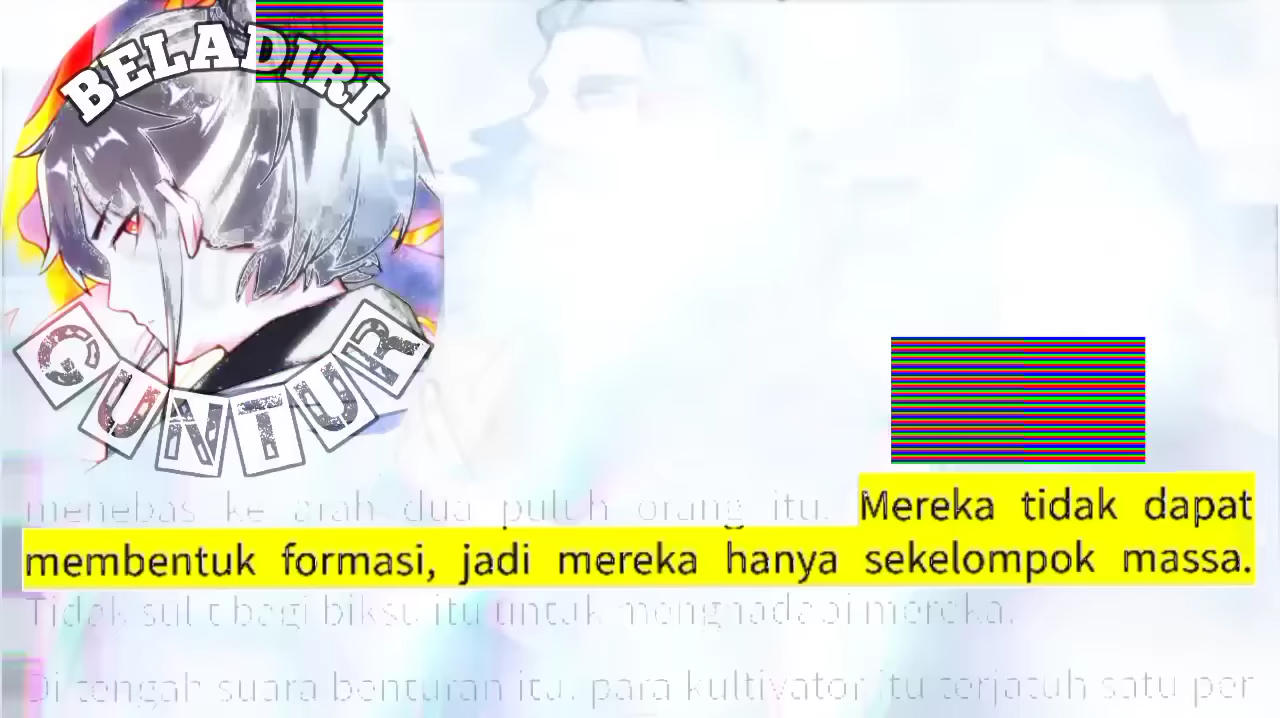 BELADIRI
GUNTUR
menebas ke arah dua puluh orang itu. Mereka tidak dapat
membentuk formasi, jadi mereka hanya sekelompok massa.
Tidak sulit bagi biksu itu untuk menghadapi mereka.
Di tengah suara benturan itu, para kultivator itu terjatuh satu per